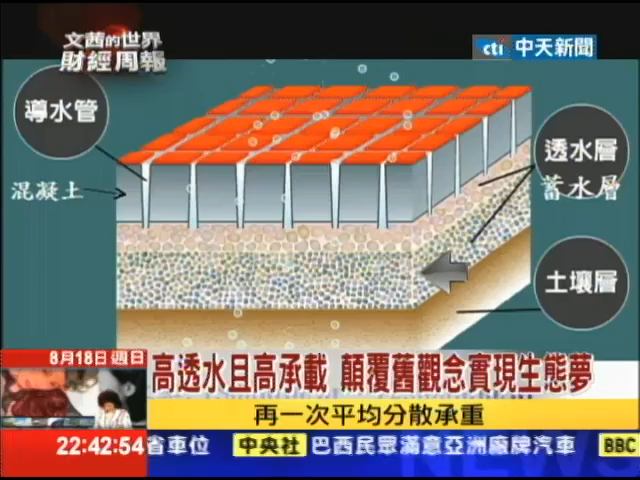 文茜的世界
財經周報
cti 中天新聞
導水管
混凝土
透水層
蓄水層
土壤層
8月18日 週日
高透水且高承載 顛覆舊觀念實現生態夢
再一次平均分散承重
22:42:54
省車位 中央社 巴西民眾滿意亞洲廠牌汽車 BBC
NEWS